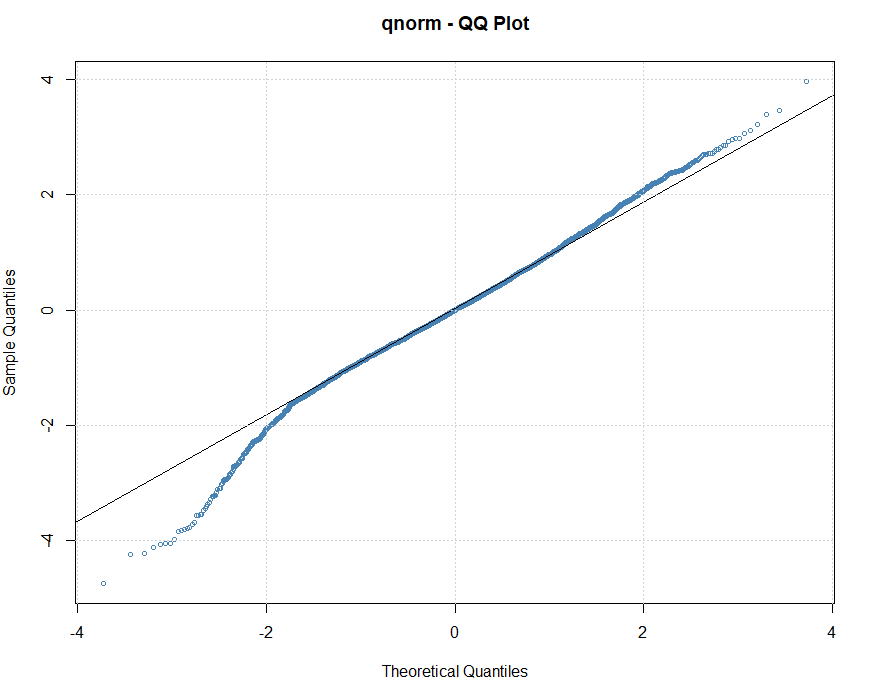 qnorm - QQ Plot
4
2
0
-2
-4
Sample Quantiles
-4 -2 0 2 4
Theoretical Quantiles